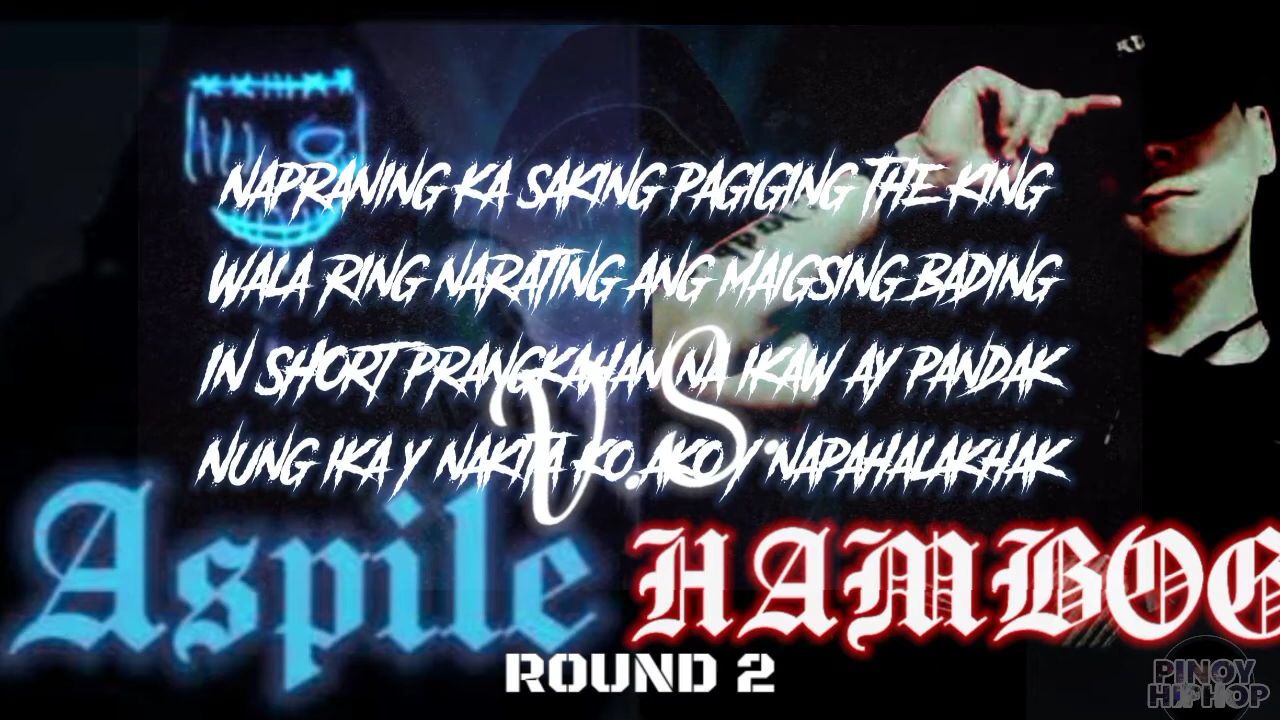 NAPRANING KA SAKING PAGIGING THE KING
WALA RING NARATING ANG MAIGSING BADING
IN SHORT PRANGKAHAN NA IKAW AY PANDAK
NUNG IKA Y NAKITA KO AKO Y NAPAHALAKHAK
V.S.
Aspile HAMBOG
ROUND 2
PINOY
HIPHOP